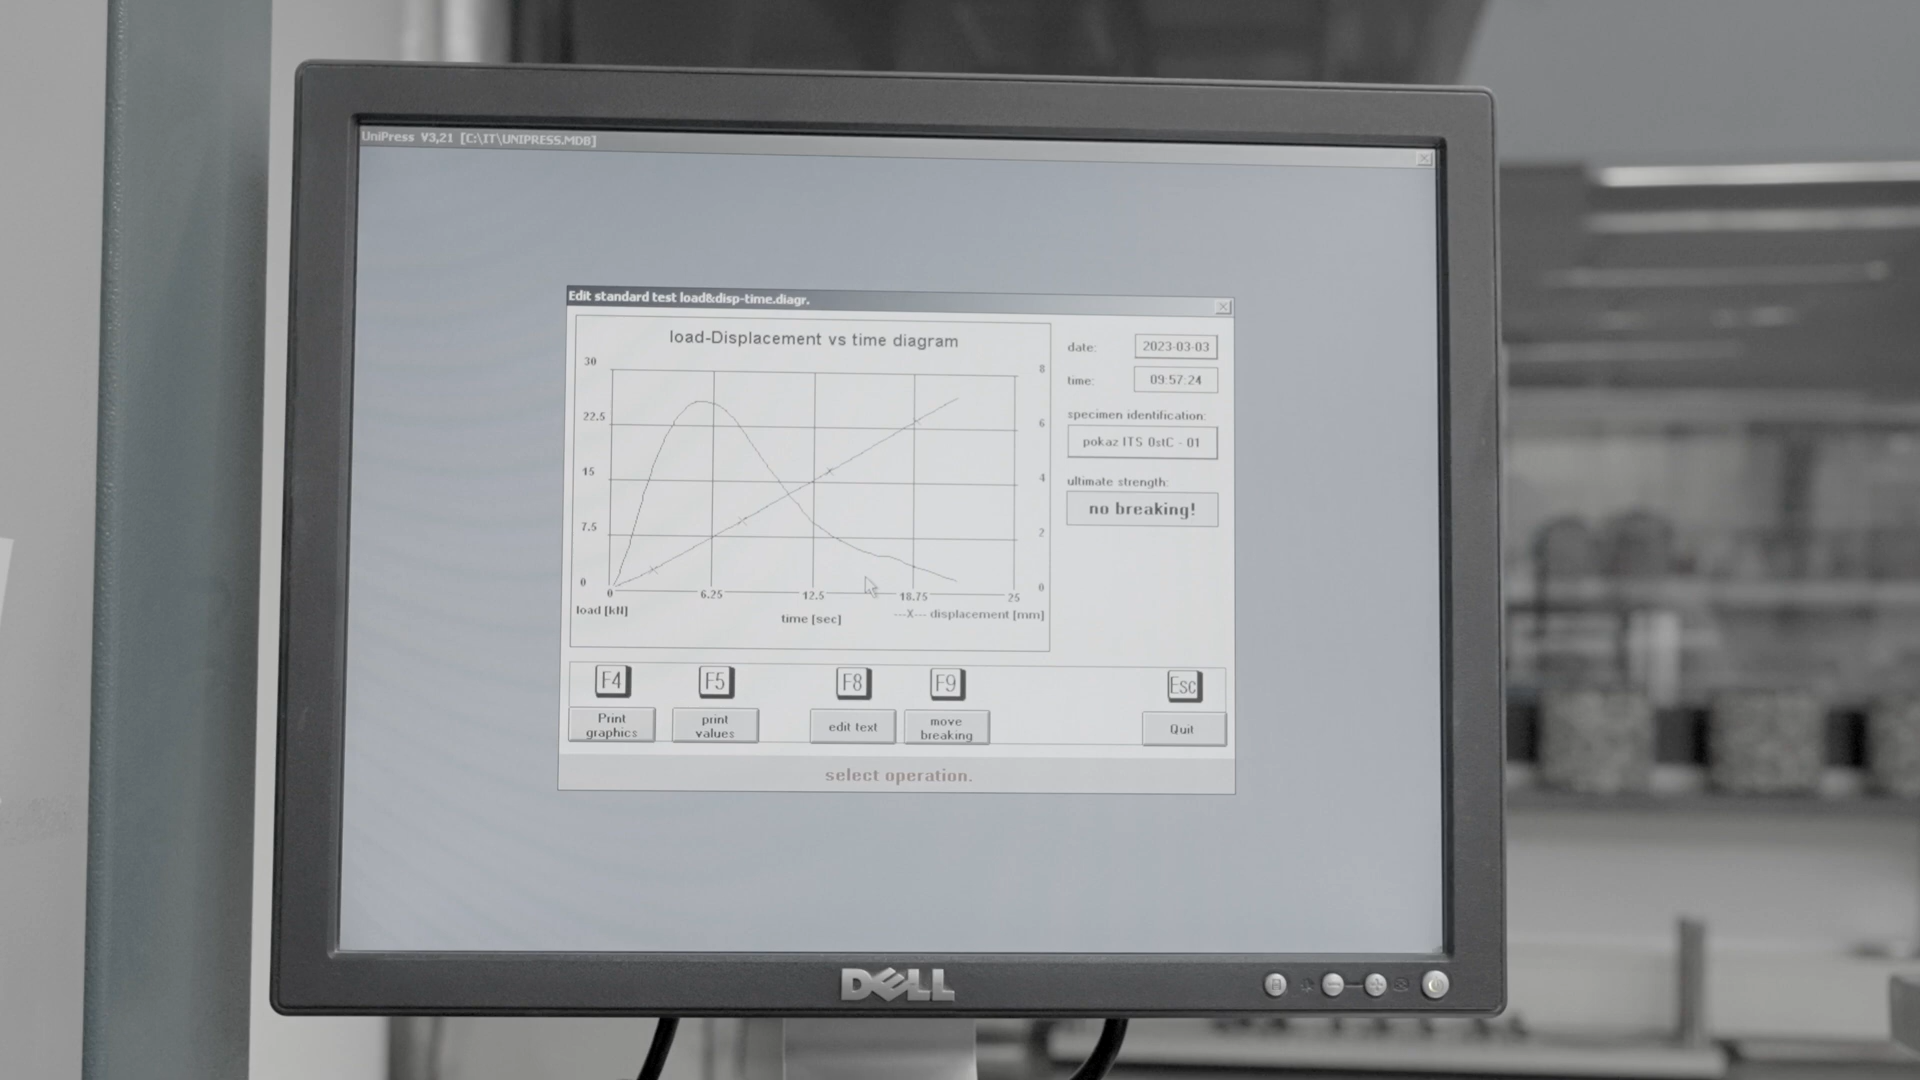 UniPress V3,21 [C:\IT\UNIPRESS.MDB]
Edit standard test load&disp-time.diagr.
load-Displacement vs time diagram
30
22.5
15
7.5
0
8
6
4
2
0
0 6.25 12.5 18.75 25
load [kN]
time [sec]
---X--- displacement [mm]
date: 2023-03-03
time: 09:57:24
specimen identification:
pokaz ITS 0stC - 01
ultimate strength:
no breaking!
F4 F5 F8 F9 Esc
Print graphics
print values
edit text
move breaking
Quit
select operation.
DELL